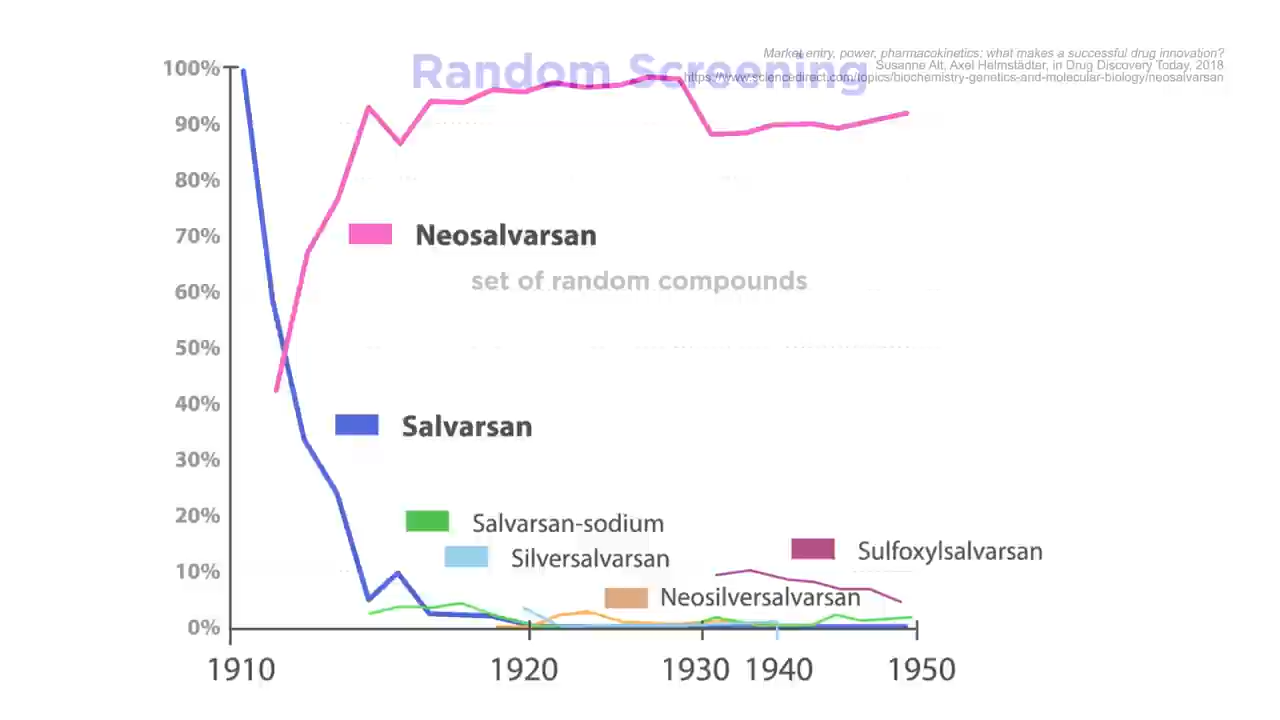 Random Screening
Market entry, power, pharmacokinetics: what makes a successful drug innovation?
Susanne Alt, Axel Helmstädter, in Drug Discovery Today, 2018
https://www.sciencedirect.com/topics/biochemistry-genetics-and-molecular-biology/neosalvarsan
100%
90%
80%
70%
Neosalvarsan
set of random compounds
60%
50%
40%
Salvarsan
30%
20%
Salvarsan-sodium
Silversalvarsan
Sulfoxylsalvarsan
10%
Neosilversalvarsan
0%
1910
1920
1930
1940
1950